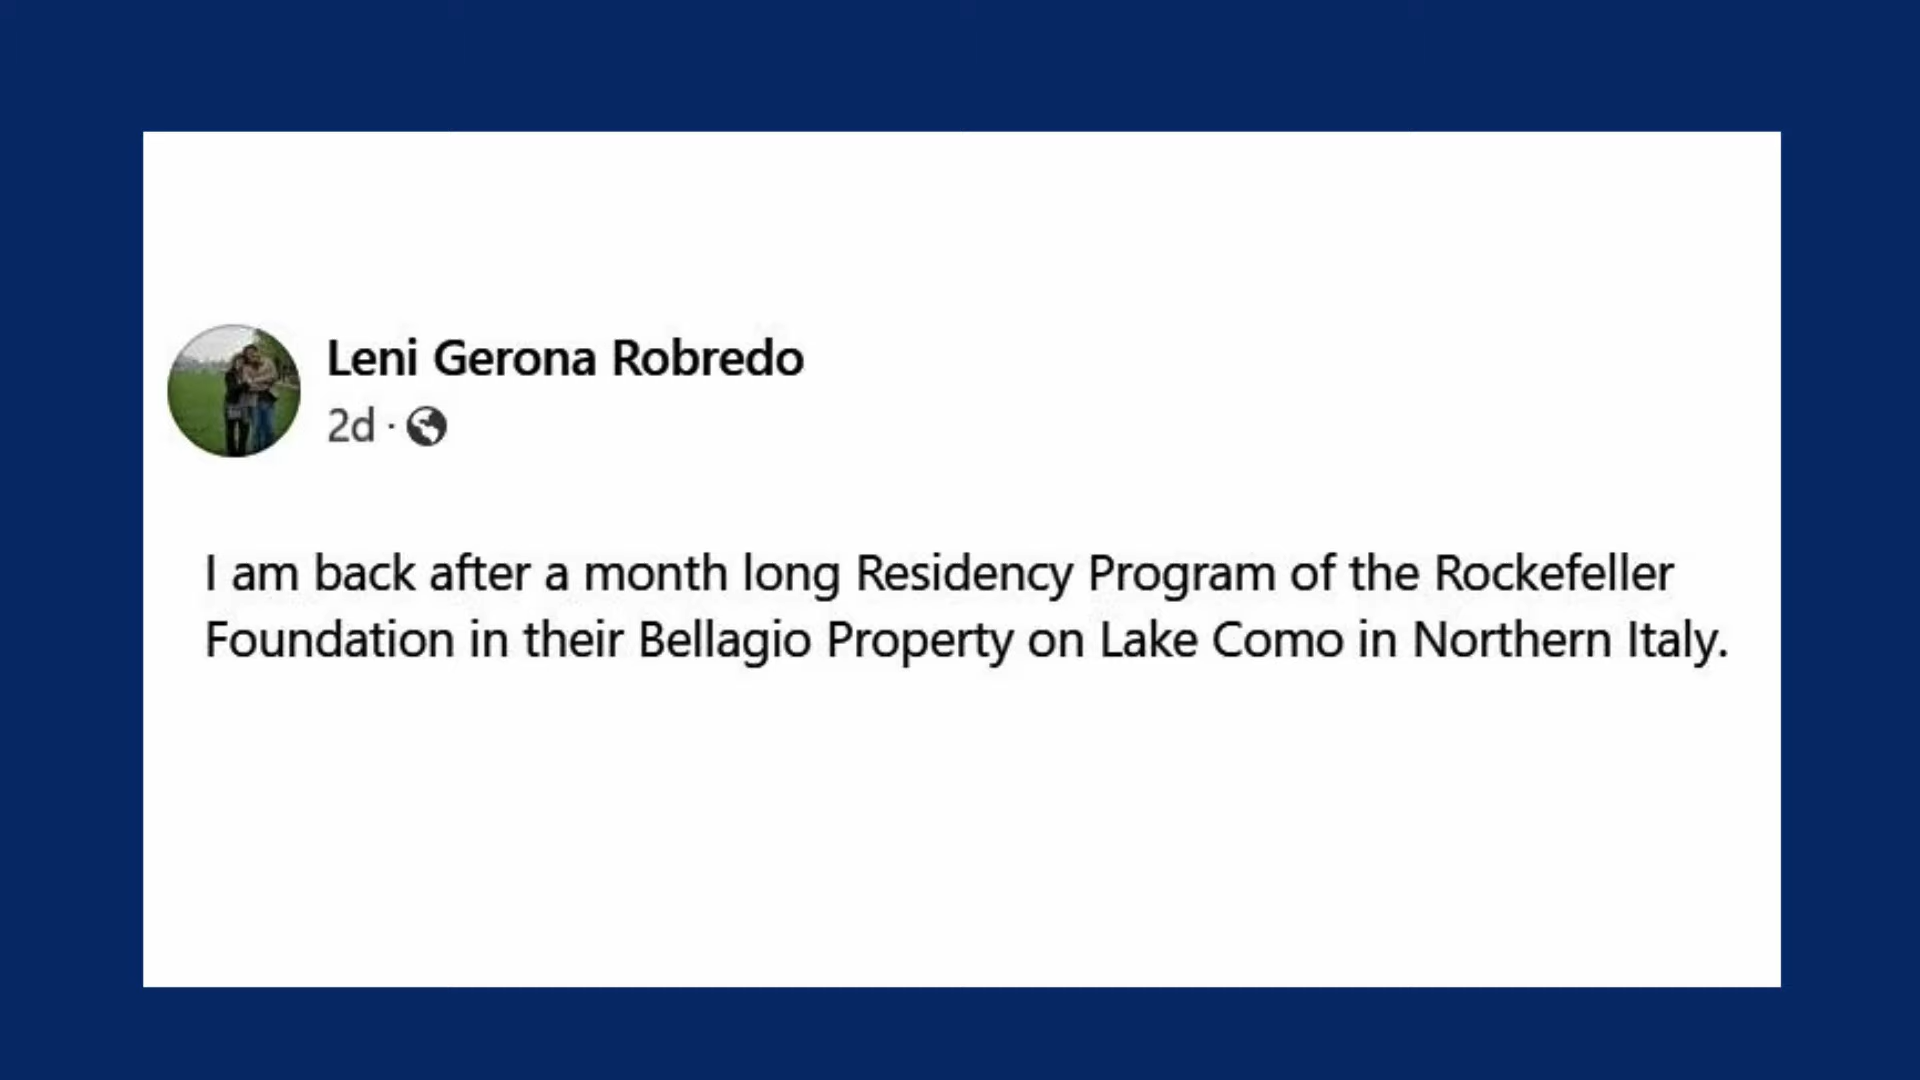 Leni Gerona Robredo
2d ·
I am back after a month long Residency Program of the Rockefeller
Foundation in their Bellagio Property on Lake Como in Northern Italy.